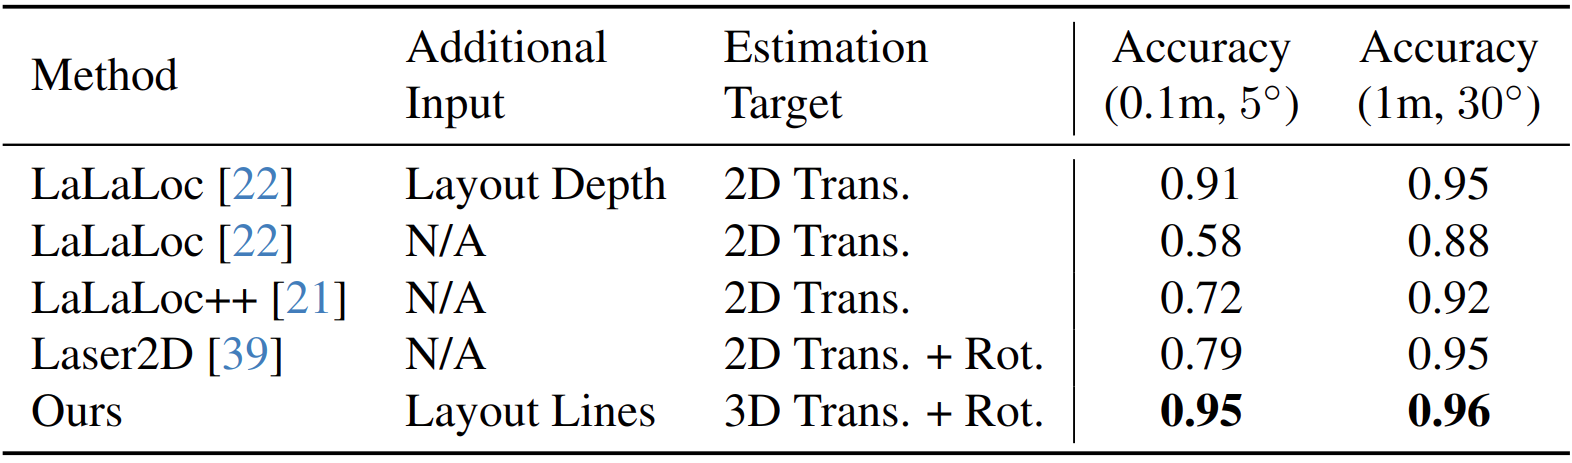 Method Additional Input Estimation Target Accuracy (0.1m, 5°) Accuracy (1m, 30°)
LaLaLoc [22] Layout Depth 2D Trans. 0.91 0.95
LaLaLoc [22] N/A 2D Trans. 0.58 0.88
LaLaLoc++ [21] N/A 2D Trans. 0.72 0.92
Laser2D [39] N/A 2D Trans. + Rot. 0.79 0.95
Ours Layout Lines 3D Trans. + Rot. 0.95 0.96